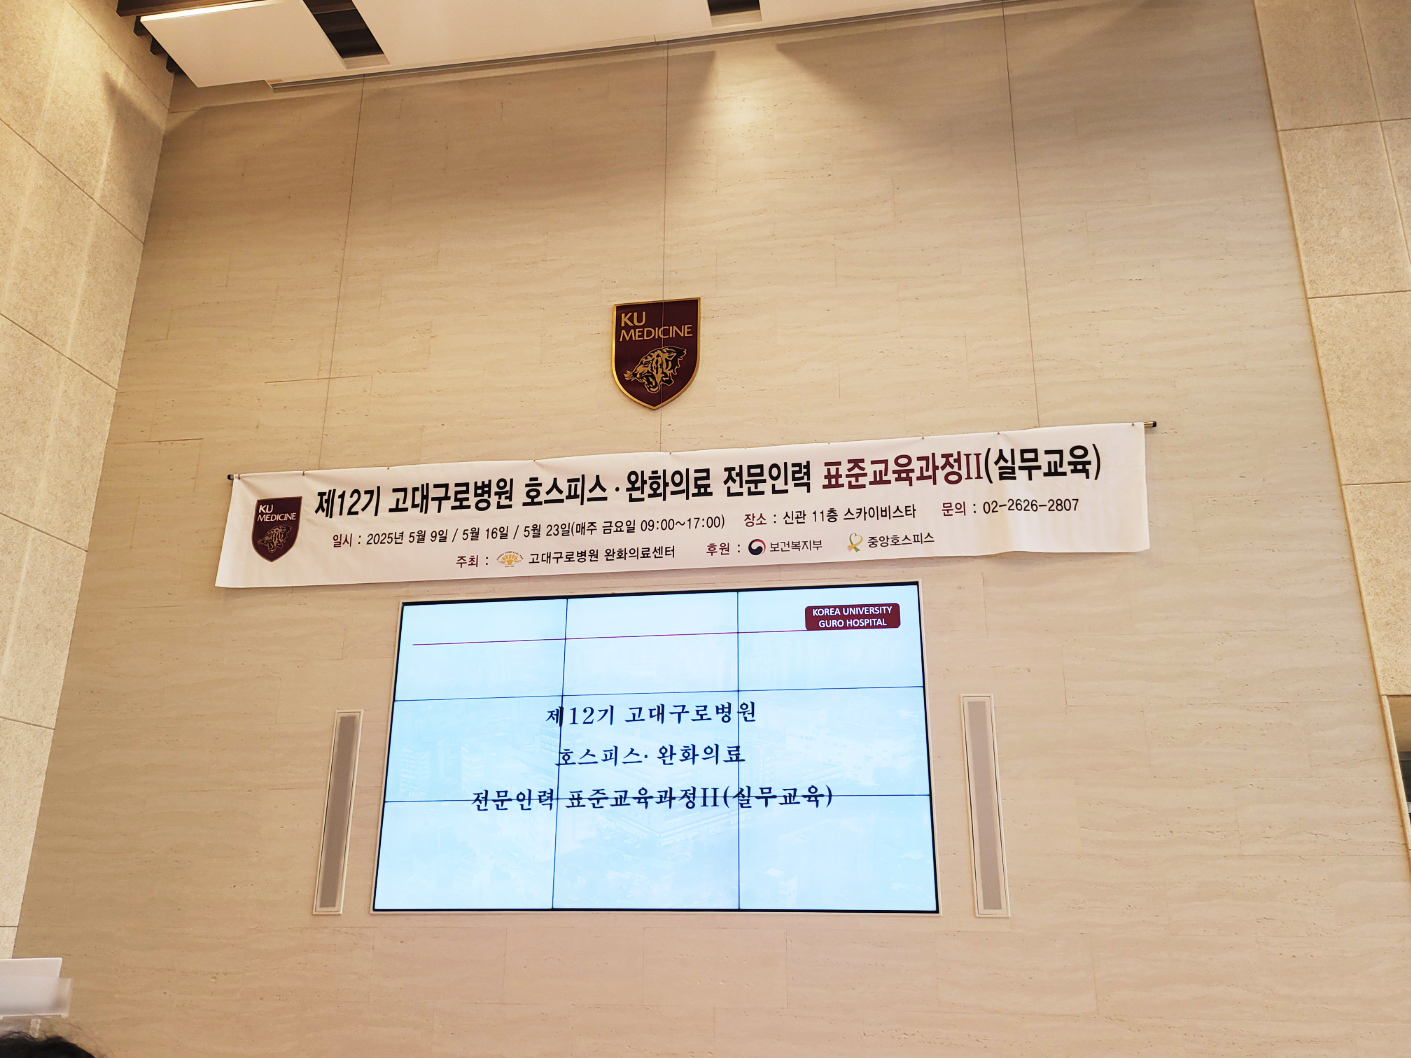 KU
MEDICINE
제12기 고대구로병원 호스피스·완화의료 전문인력 표준교육과정II(실무교육)
KU
MEDICINE
일시 : 2025년 5월 9일 / 5월 16일 / 5월 23일(매주 금요일 09:00~17:00) 장소 : 신관 11층 스카이비스타 문의 : 02-2626-2807
주최 : 고대구로병원 완화의료센터 후원 : 보건복지부 중앙호스피스
KOREA UNIVERSITY
GURO HOSPITAL
제12기 고대구로병원
호스피스· 완화의료
전문인력 표준교육과정II(실무교육)